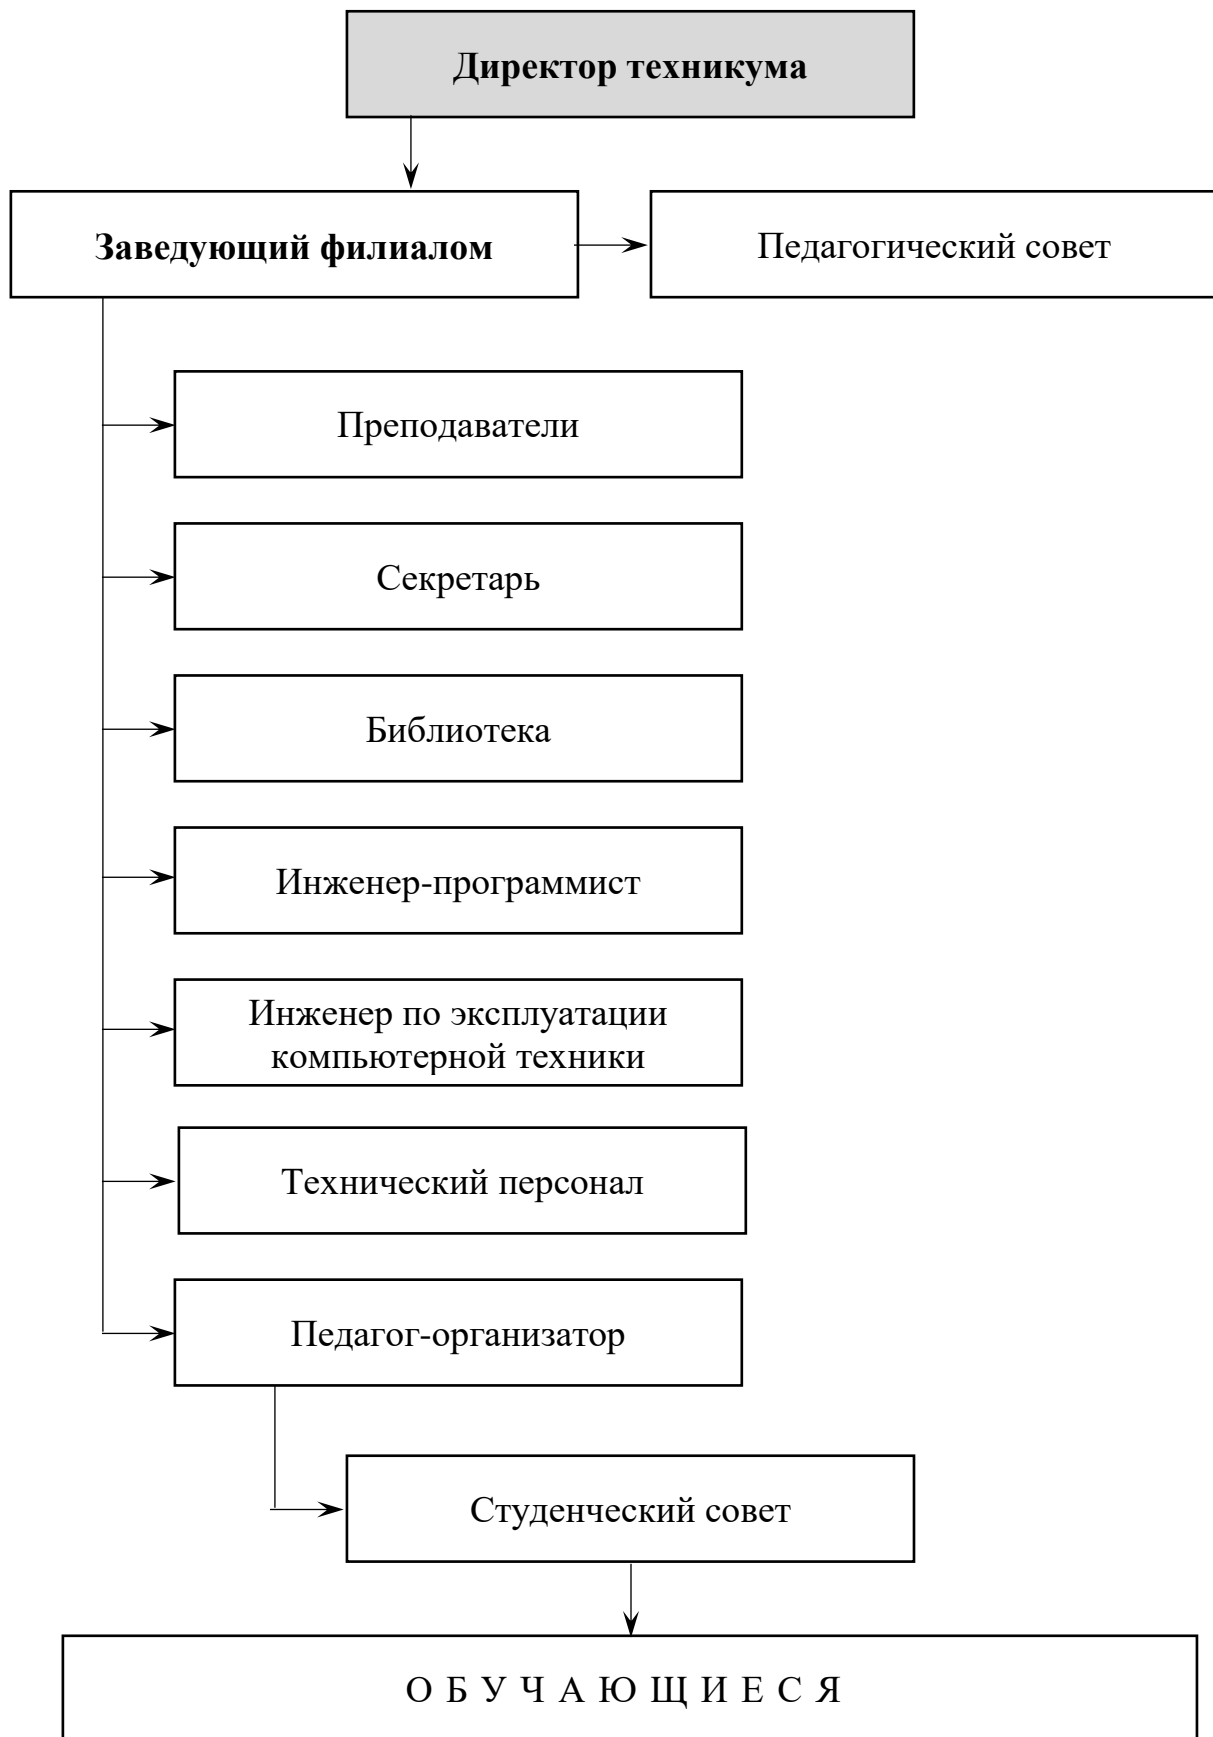 Директор техникума
Заведующий филиалом
Педагогический совет
Преподаватели
Секретарь
Библиотека
Инженер-программист
Инженер по эксплуатации
компьютерной техники
Технический персонал
Педагог-организатор
Студенческий совет
О Б У Ч А Ю Щ И Е С Я